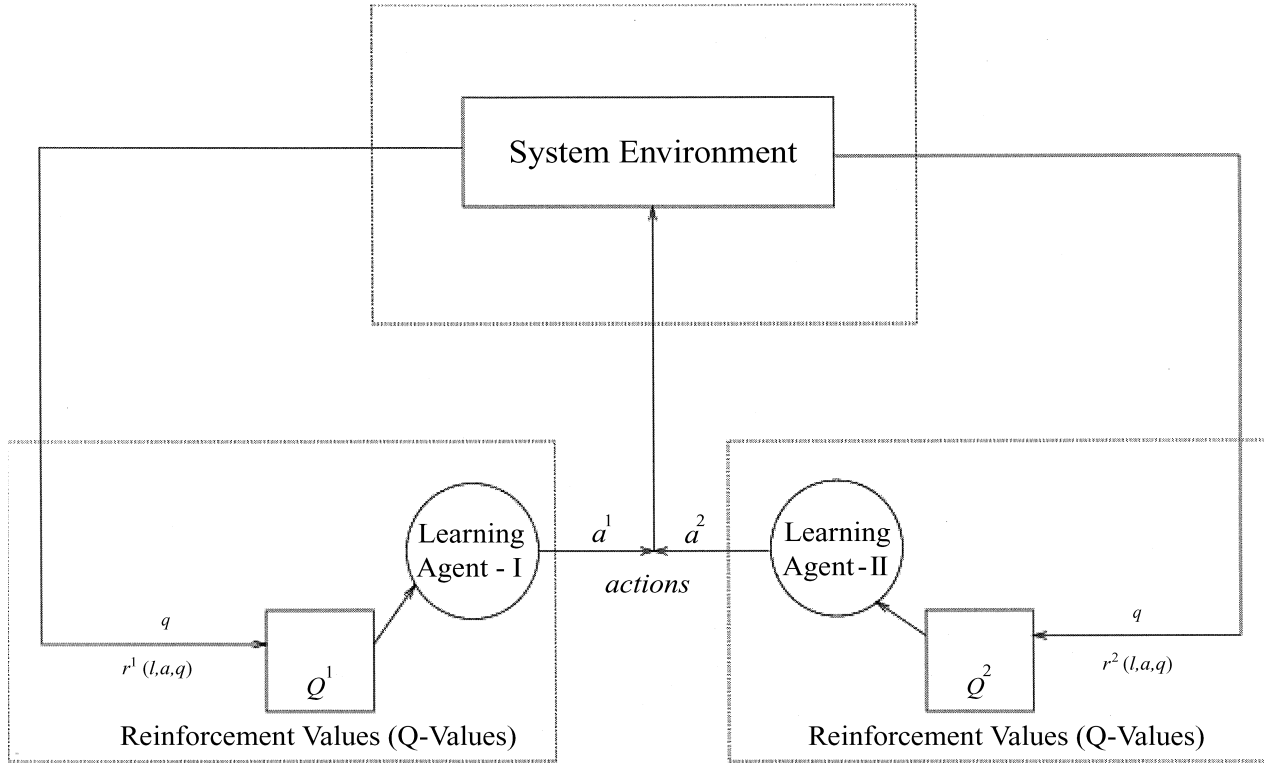 System Environment
Learning
Agent - I
a¹
a²
actions
Learning
Agent - II
q
r¹ (l,a,q)
Q¹
Reinforcement Values (Q-Values)
q
r² (l,a,q)
Q²
Reinforcement Values (Q-Values)